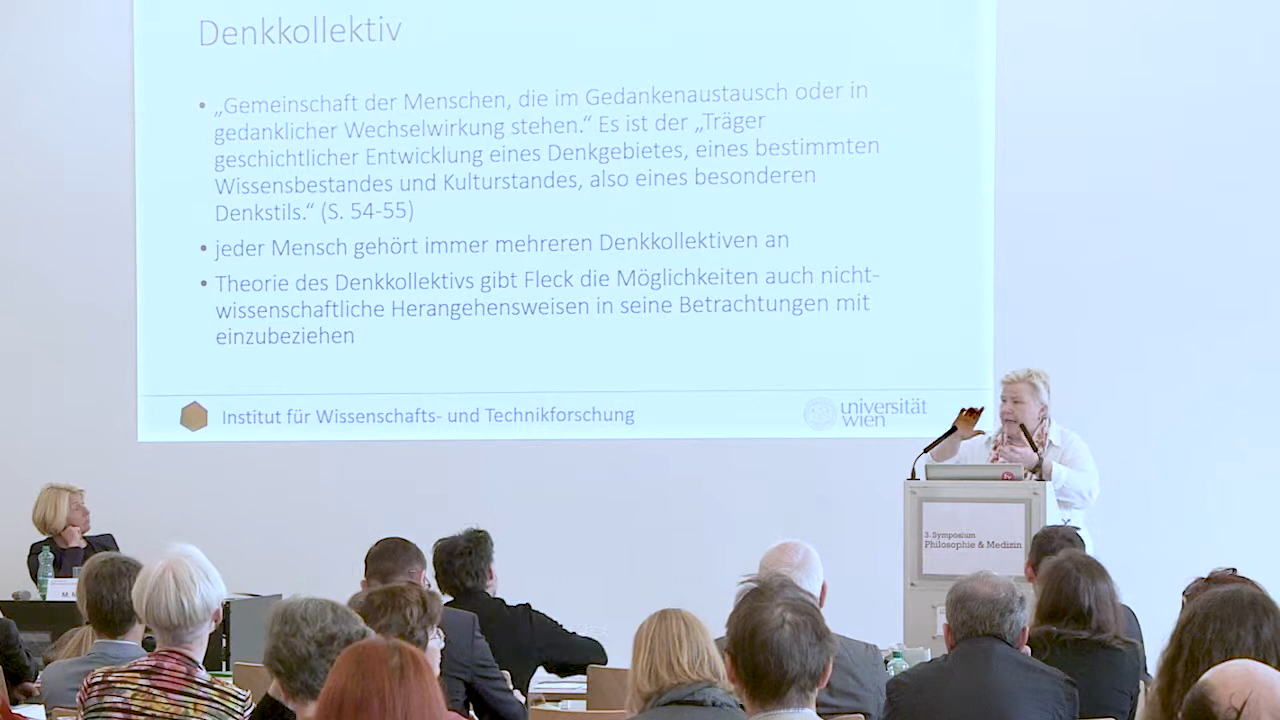 Denkkollektiv
• „Gemeinschaft der Menschen, die im Gedankenaustausch oder in
gedanklicher Wechselwirkung stehen.“ Es ist der „Träger
geschichtlicher Entwicklung eines Denkgebietes, eines bestimmten
Wissensbestandes und Kulturstandes, also eines besonderen
Denkstils.“ (S. 54-55)
• jeder Mensch gehört immer mehreren Denkkollektiven an
• Theorie des Denkkollektivs gibt Fleck die Möglichkeiten auch nicht-
wissenschaftliche Herangehensweisen in seine Betrachtungen mit
einzubeziehen
Institut für Wissenschafts- und Technikforschung
universität
wien
3. Symposium
Philosophie & Medizin